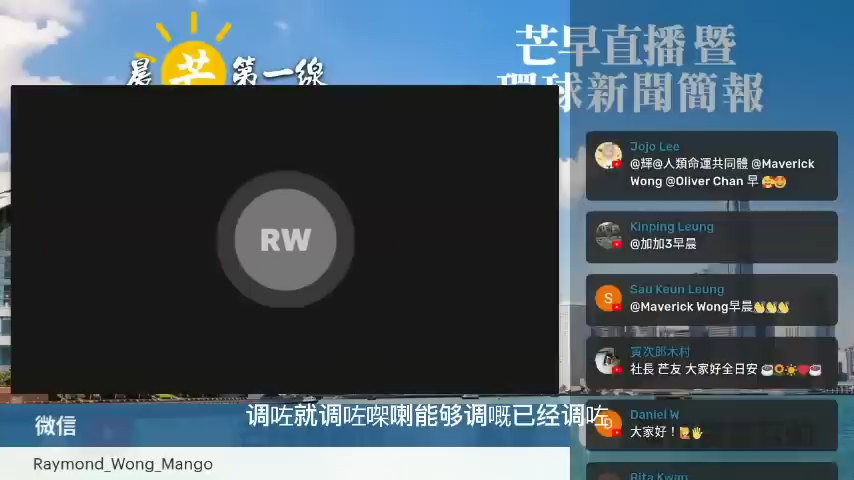 晨芒第一線
芒早直播暨
環球新聞簡報
RW
Jojo Lee
@輝@人類命運共同體 @Maverick
Wong @Oliver Chan 早 🥰😍
Kinping Leung
@加加3早晨
S
Sau Keun Leung
@Maverick Wong早晨👏👏👏
賓次郎木村
社長 芒友 大家好全日安
D
Daniel W
大家好！
Rita Kwan
调咗就调咗㗎喇能够调嘅已经调咗
微信
Raymond_Wong_Mango